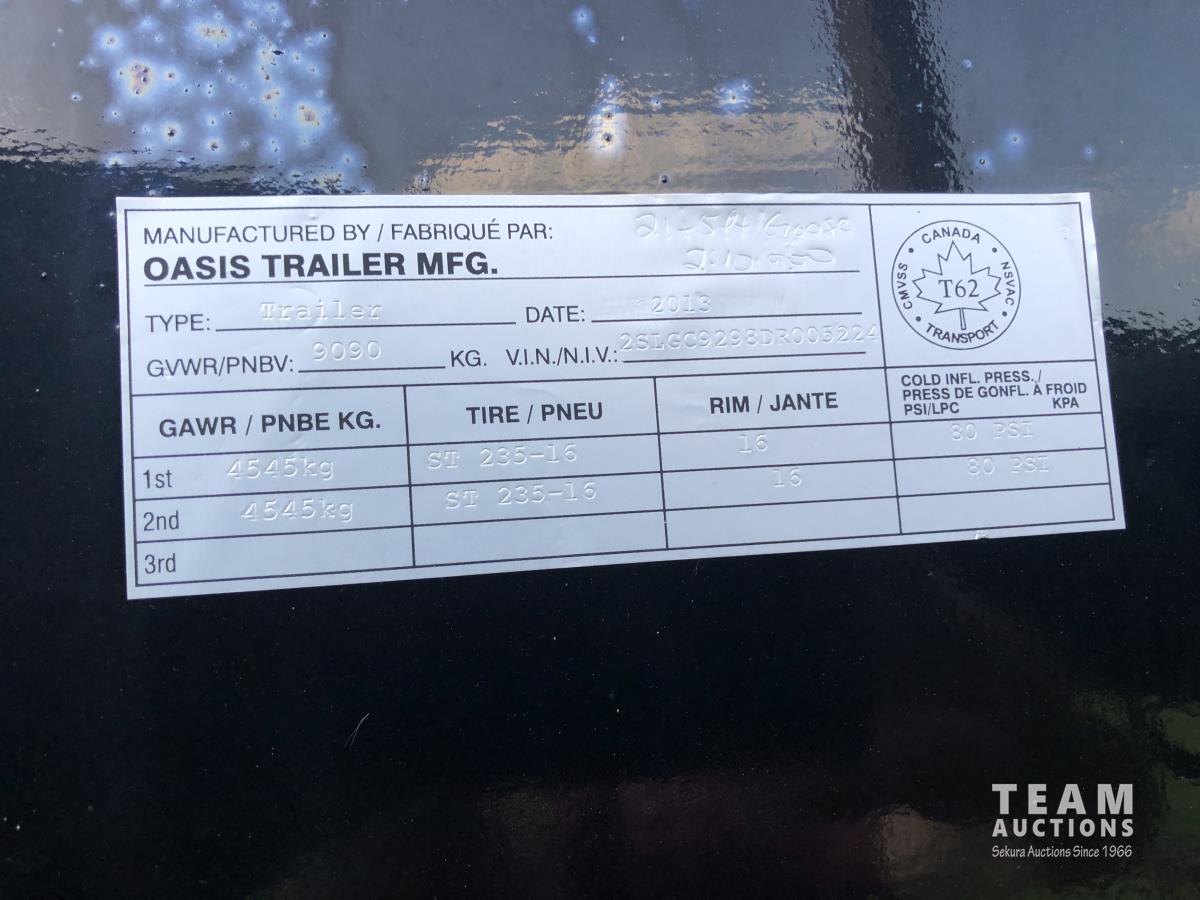 MANUFACTURED BY / FABRIQUÉ PAR:
OASIS TRAILER MFG.
TYPE: Trailer DATE: 2013
GVWR/PNBV: 9090 KG. V.I.N./N.I.V.: 2SLGC9298DR005224
CANADA
CMVSS NSVAC
T62
TRANSPORT
GAWR / PNBE KG. TIRE / PNEU RIM / JANTE COLD INFL. PRESS./
PRESS DE GONFL. À FROID
PSI/LPC KPA
1st 4545kg ST 235-16 16 80 PSI
2nd 4545kg ST 235-16 16 80 PSI
3rd
TEAM
AUCTIONS
Sekura Auctions Since 1966